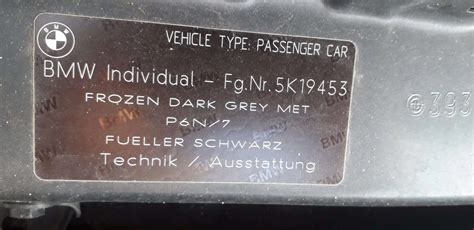 VEHICLE TYPE: PASSENGER CAR
BMW Individual - Fg.Nr. 5K19453
FROZEN DARK GREY MET
P6N/7
FUELLER SCHWARZ
Technik / Ausstattung
393